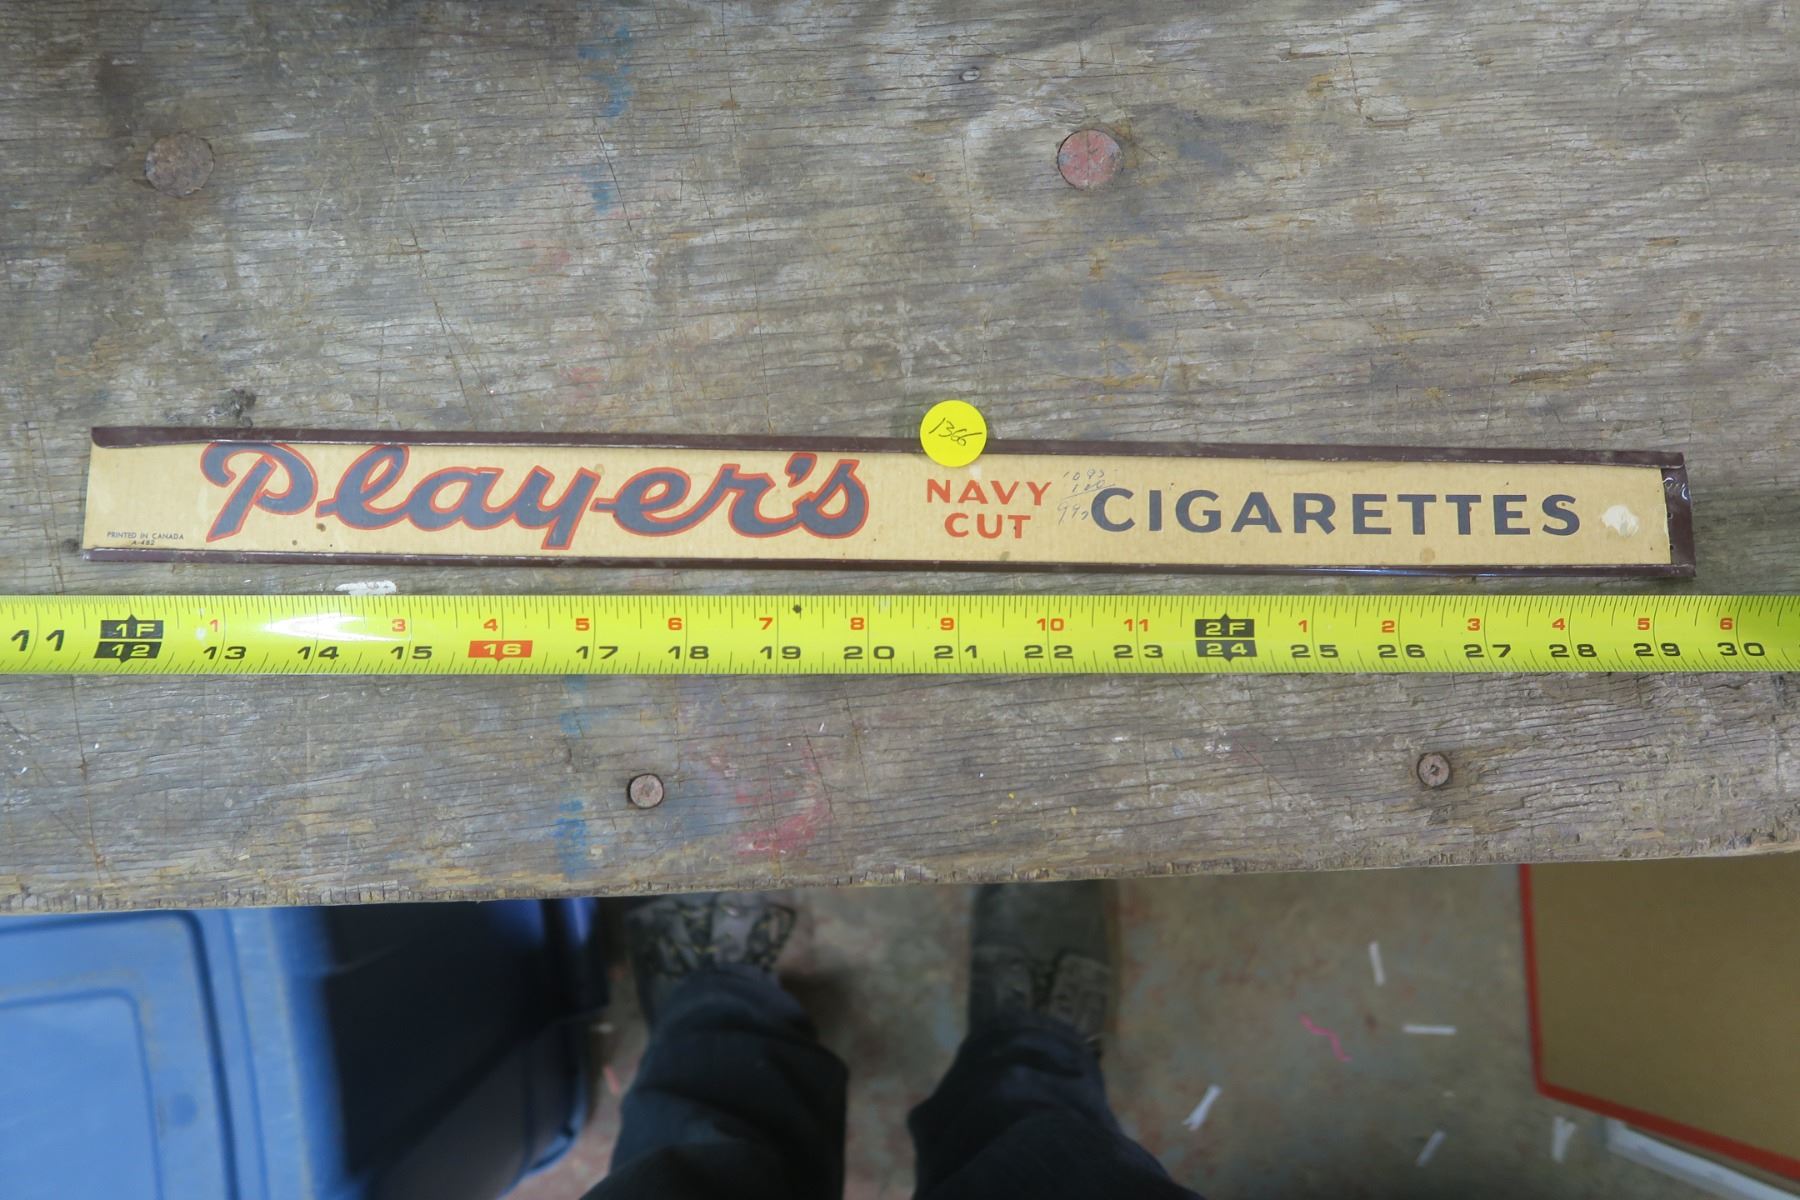 1366
Player's
NAVY
CUT
CIGARETTES
PRINTED IN CANADA
A-482
1F 1 3 4 5 6 7 8 9 10 11 2F 1 2 3 4 5 6
11 12 13 14 15 16 17 18 19 20 21 22 23 24 25 26 27 28 29 30